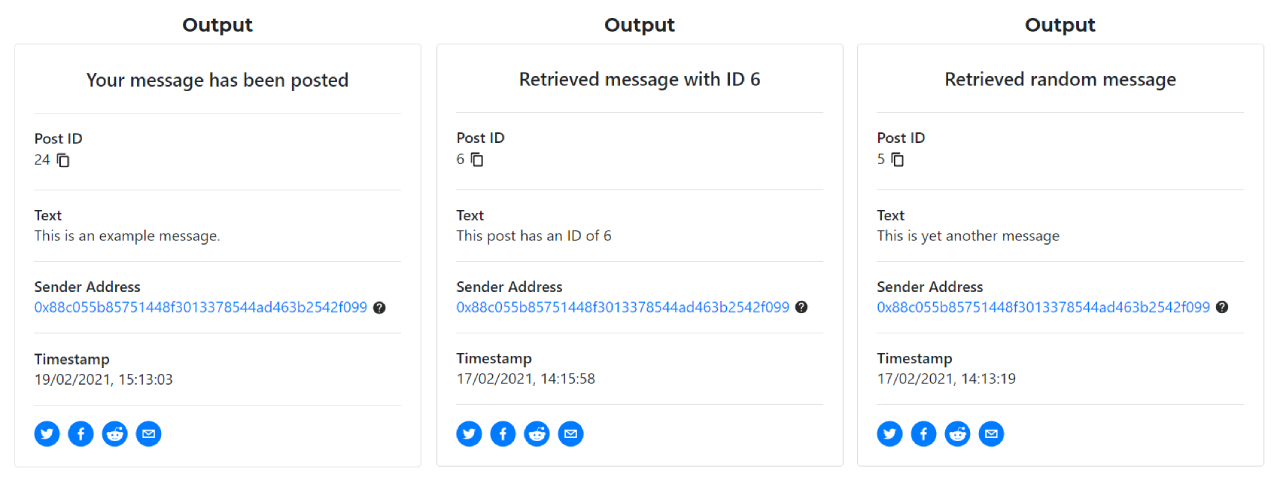 Output
Your message has been posted
Post ID
24
Text
This is an example message.
Sender Address
0x88c055b85751448f3013378544ad463b2542f099
Timestamp
19/02/2021, 15:13:03
Output
Retrieved message with ID 6
Post ID
6
Text
This post has an ID of 6
Sender Address
0x88c055b85751448f3013378544ad463b2542f099
Timestamp
17/02/2021, 14:15:58
Output
Retrieved random message
Post ID
5
Text
This is yet another message
Sender Address
0x88c055b85751448f3013378544ad463b2542f099
Timestamp
17/02/2021, 14:13:19